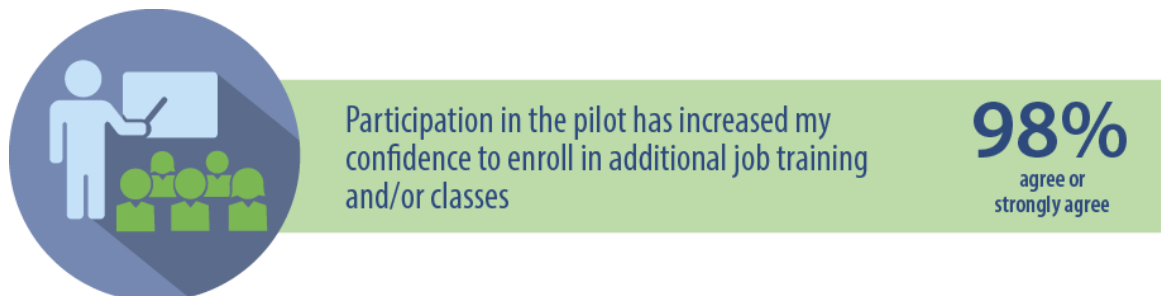 Participation in the pilot has increased my
confidence to enroll in additional job training
and/or classes
98%
agree or
strongly agree